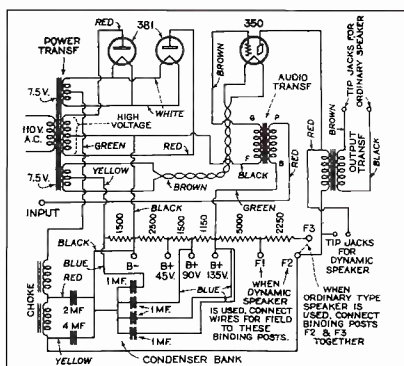 RED
381
350
POWER
TRANSF
7.5 V.
WHITE
BROWN
AUDIO
TRANSF
TIP JACKS FOR
ORDINARY SPEAKER
110 V.
A.C.
HIGH
VOLTAGE
GREEN
RED
G
P
F
B
RED
RED
BROWN
OUTPUT
TRANSF
BLACK
7.5 V.
YELLOW
BROWN
BLACK
GREEN
INPUT
BLACK
1500
2500
1500
1150
5000
2250
F3
BLACK
BLUE
B-
B+
45V.
B+
90V
B+
135V.
F1
F2
TIP JACKS
FOR
DYNAMIC
SPEAKER
CHOKE
RED
2 MF.
4 MF.
YELLOW
1 MF.
BLUE
1 MF.
1 MF.
CONDENSER BANK
WHEN
DYNAMIC
SPEAKER
IS USED, CONNECT
WIRES FOR FIELD
TO THESE
BINDING POSTS.
WHEN
ORDINARY TYPE
SPEAKER IS
USED, CONNECT
BINDING POSTS
F2 & F3
TOGETHER